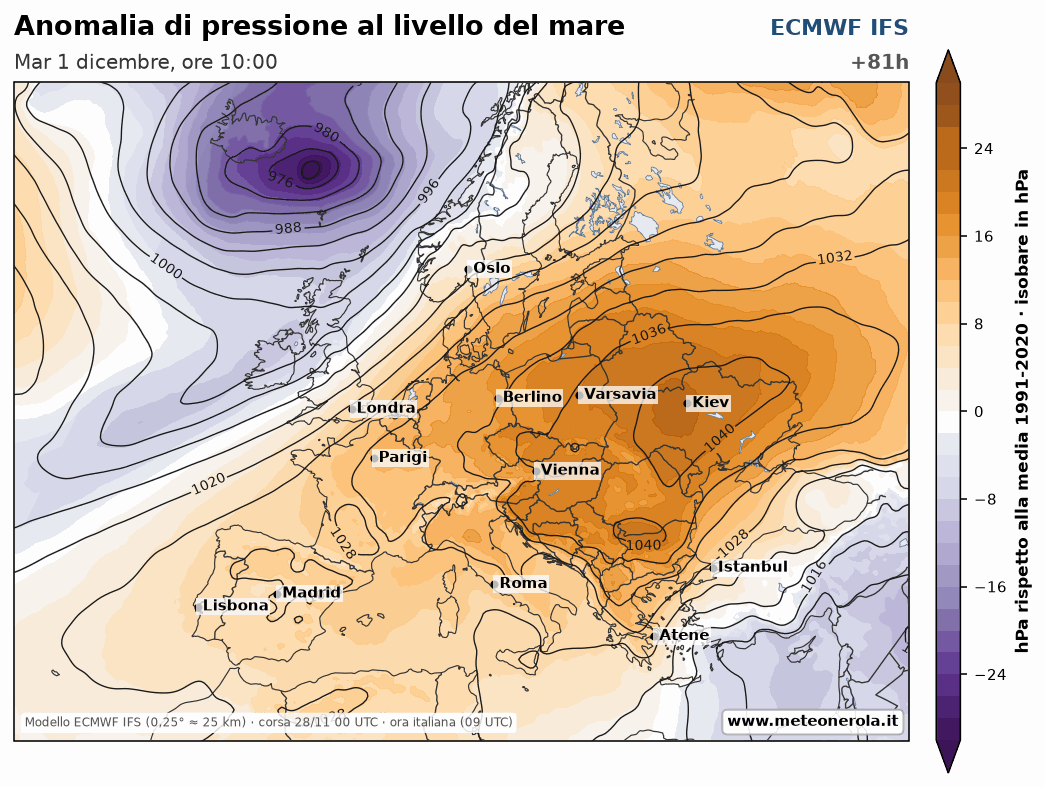 Anomalia di pressione al livello del mare
ECMWF IFS
Mar 1 dicembre, ore 10:00
+81h
980
976
996
988
1000
1032
Oslo
1036
Berlino
Varsavia
Kiev
Londra
1040
Parigi
Vienna
1020
1028
1040
1028
Istanbul
1016
Roma
Madrid
Lisbona
Atene
Modello ECMWF IFS (0,25° ≈ 25 km) · corsa 28/11 00 UTC · ora italiana (09 UTC)
www.meteonerola.it
24
16
8
0
−8
−16
−24
hPa rispetto alla media 1991-2020 · isobare in hPa